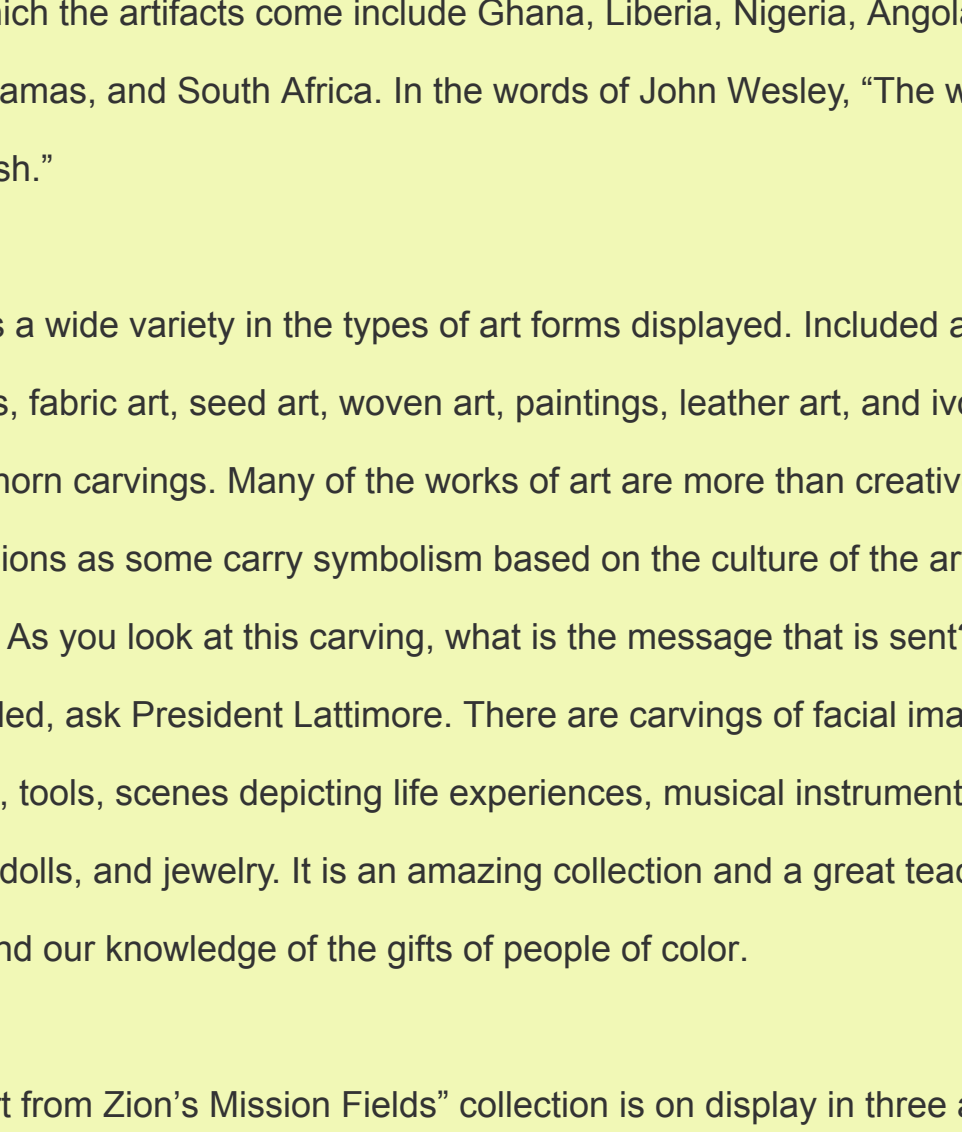 hich the artifacts come include Ghana, Liberia, Nigeria, Angola
amas, and South Africa. In the words of John Wesley, “The w
sh.”
s a wide variety in the types of art forms displayed. Included a
s, fabric art, seed art, woven art, paintings, leather art, and ivo
horn carvings. Many of the works of art are more than creativ
ions as some carry symbolism based on the culture of the ar
. As you look at this carving, what is the message that is sent?
led, ask President Lattimore. There are carvings of facial ima
, tools, scenes depicting life experiences, musical instrument
dolls, and jewelry. It is an amazing collection and a great teac
nd our knowledge of the gifts of people of color.
t from Zion’s Mission Fields” collection is on display in three a